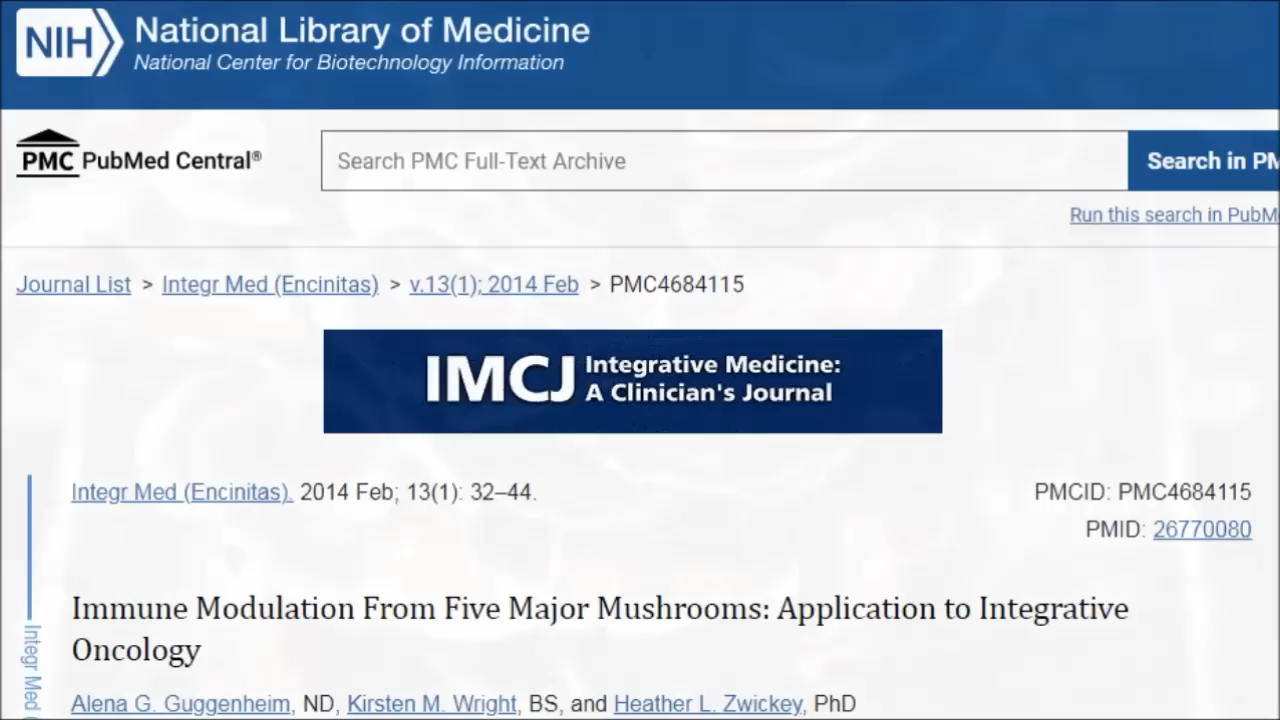 NIH National Library of Medicine
National Center for Biotechnology Information
PMC PubMed Central® Search PMC Full-Text Archive Search in
Run this search in
Journal List > Integr Med (Encinitas) > v.13(1); 2014 Feb > PMC4684115
IMCJ Integrative Medicine:
A Clinician's Journal
Integr Med (Encinitas). 2014 Feb; 13(1): 32–44. PMCID: PMC4684115
PMID: 26770080
Immune Modulation From Five Major Mushrooms: Application to Integrative
Oncology
Alena G. Guggenheim, ND, Kirsten M. Wright, BS, and Heather L. Zwickey, PhD
Integr Med